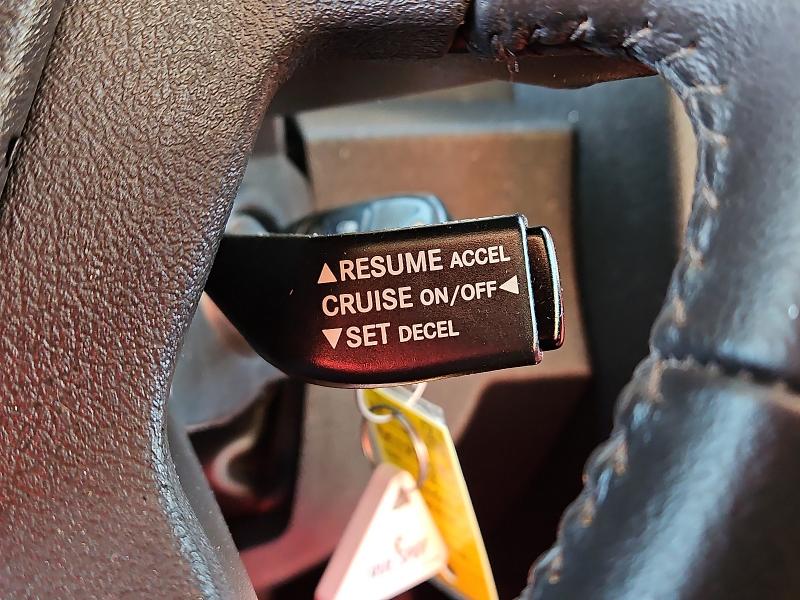 ▲RESUME ACCEL
CRUISE ON/OFF◀
▼SET DECEL